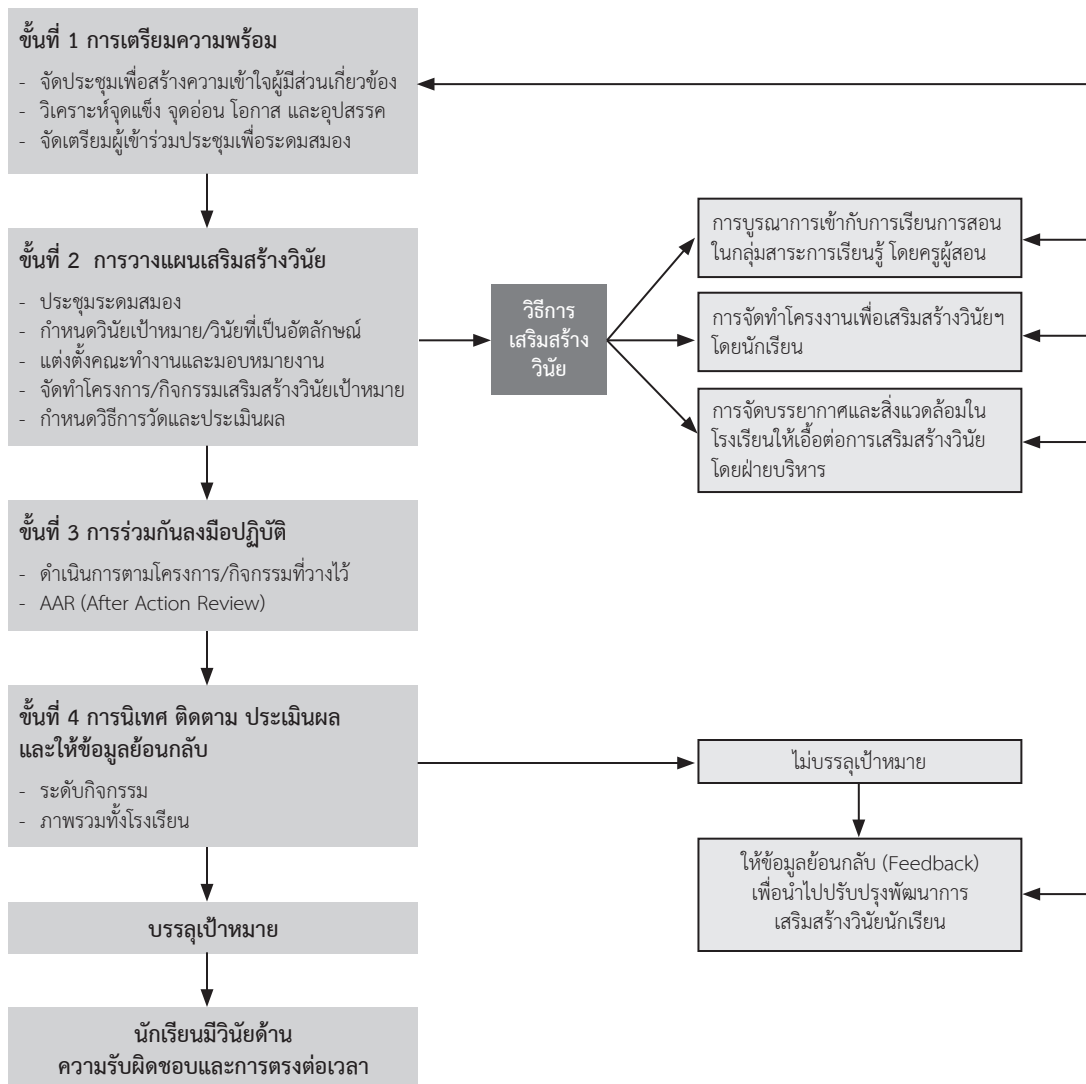 ขั้นที่ 1 การเตรียมความพร้อม
- จัดประชุมเพื่อสร้างความเข้าใจผู้มีส่วนเกี่ยวข้อง
- วิเคราะห์จุดแข็ง จุดอ่อน โอกาส และอุปสรรค
- จัดเตรียมผู้เข้าร่วมประชุมเพื่อระดมสมอง
ขั้นที่ 2 การวางแผนเสริมสร้างวินัย
- ประชุมระดมสมอง
- กำหนดวินัยเป้าหมาย/วินัยที่เป็นอัตลักษณ์
- แต่งตั้งคณะทำงานและมอบหมายงาน
- จัดทำโครงการ/กิจกรรมเสริมสร้างวินัยเป้าหมาย
- กำหนดวิธีการวัดและประเมินผล
วิธีการ
เสริมสร้าง
วินัย
การบูรณาการเข้ากับการเรียนการสอน
ในกลุ่มสาระการเรียนรู้ โดยครูผู้สอน
การจัดทำโครงงานเพื่อเสริมสร้างวินัยฯ
โดยนักเรียน
การจัดบรรยากาศและสิ่งแวดล้อมใน
โรงเรียนให้เอื้อต่อการเสริมสร้างวินัย
โดยฝ่ายบริหาร
ขั้นที่ 3 การร่วมกันลงมือปฏิบัติ
- ดำเนินการตามโครงการ/กิจกรรมที่วางไว้
- AAR (After Action Review)
ขั้นที่ 4 การนิเทศ ติดตาม ประเมินผล
และให้ข้อมูลย้อนกลับ
- ระดับกิจกรรม
- ภาพรวมทั้งโรงเรียน
ไม่บรรลุเป้าหมาย
ให้ข้อมูลย้อนกลับ (Feedback)
เพื่อนำไปปรับปรุงพัฒนาการ
เสริมสร้างวินัยนักเรียน
บรรลุเป้าหมาย
นักเรียนมีวินัยด้าน
ความรับผิดชอบและการตรงต่อเวลา